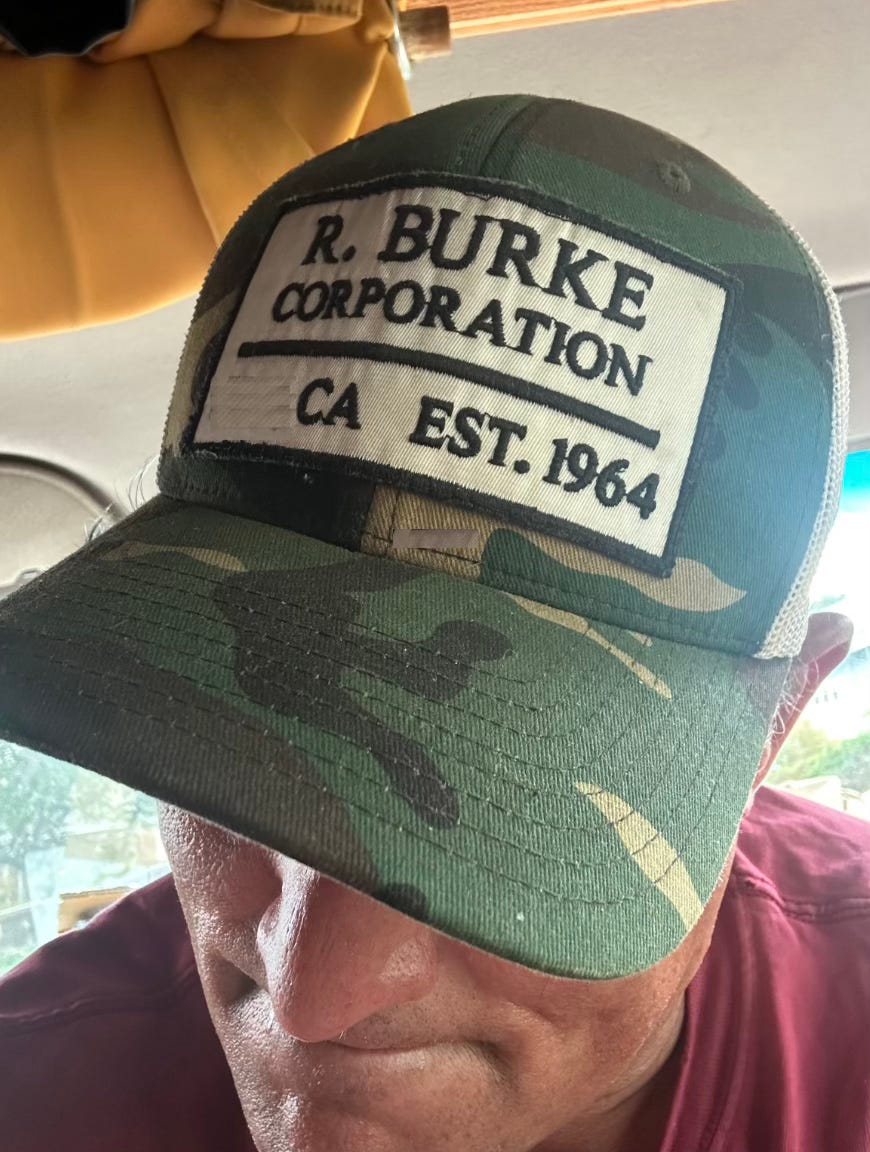 R. BURKE
CORPORATION
CA EST. 1964